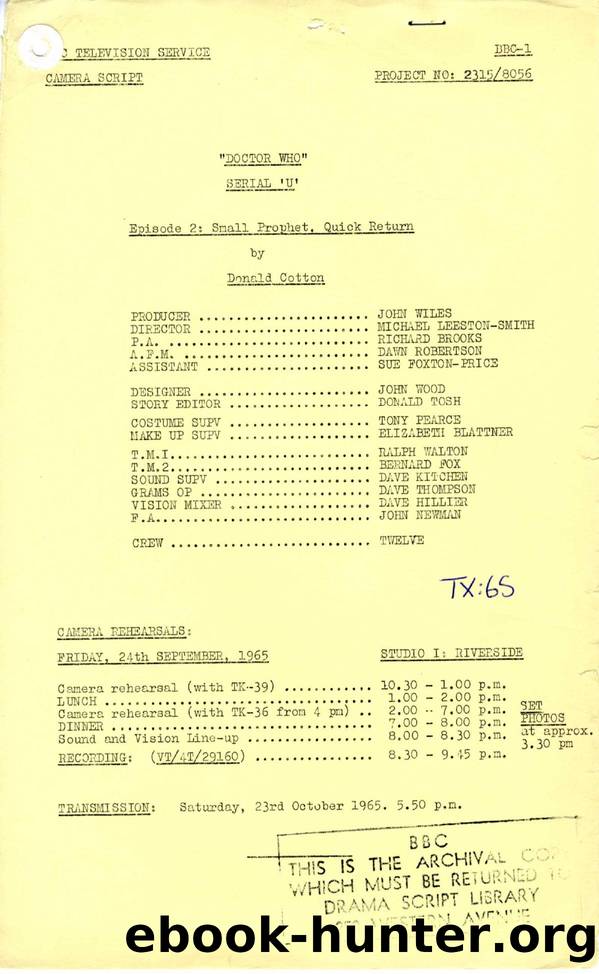 TELEVISION SERVICE BBC-1
CAMERA SCRIPT PROJECT NO: 2315/8056
"DOCTOR WHO"
SERIAL 'U'
Episode 2: Small Prophet, Quick Return
by
Donald Cotton
PRODUCER ........................ JOHN WILES
DIRECTOR ........................ MICHAEL LEESTON-SMITH
P.A. ............................ RICHARD BROOKS
A.F.M. .......................... DAWN ROBERTSON
ASSISTANT ....................... SUE FOXTON-PRICE
DESIGNER ........................ JOHN WOOD
STORY EDITOR .................... DONALD TOSH
COSTUME SUPV .................... TONY PEARCE
MAKE UP SUPV .................... ELIZABETH BLATTNER
T.M.1............................ RALPH WALTON
T.M.2............................ BERNARD FOX
SOUND SUPV ...................... DAVE KITCHEN
GRAMS OP ........................ DAVE THOMPSON
VISION MIXER .................... DAVE HILLIER
F.A.............................. JOHN NEWMAN
CREW ............................ TWELVE
TX:65
CAMERA REHEARSALS:
FRIDAY, 24th SEPTEMBER, 1965 STUDIO I: RIVERSIDE
Camera rehearsal (with TK-39) ............ 10.30 - 1.00 p.m.
LUNCH .................................... 1.00 - 2.00 p.m.
Camera rehearsal (with TK-36 from 4 pm) .. 2.00 - 7.00 p.m.
DINNER ................................... 7.00 - 8.00 p.m.
Sound and Vision Line-up ................. 8.00 - 8.30 p.m.
RECORDING: (VT/4T/29160) ............... 8.30 - 9.45 p.m.
SET
PHOTOS
at approx.
3.30 pm
TRANSMISSION: Saturday, 23rd October 1965. 5.50 p.m.
BBC
THIS IS THE ARCHIVAL
WHICH MUST BE RETURNED
DRAMA SCRIPT LIBRARY
WESTERN AVENUE
ebook-hunter.org